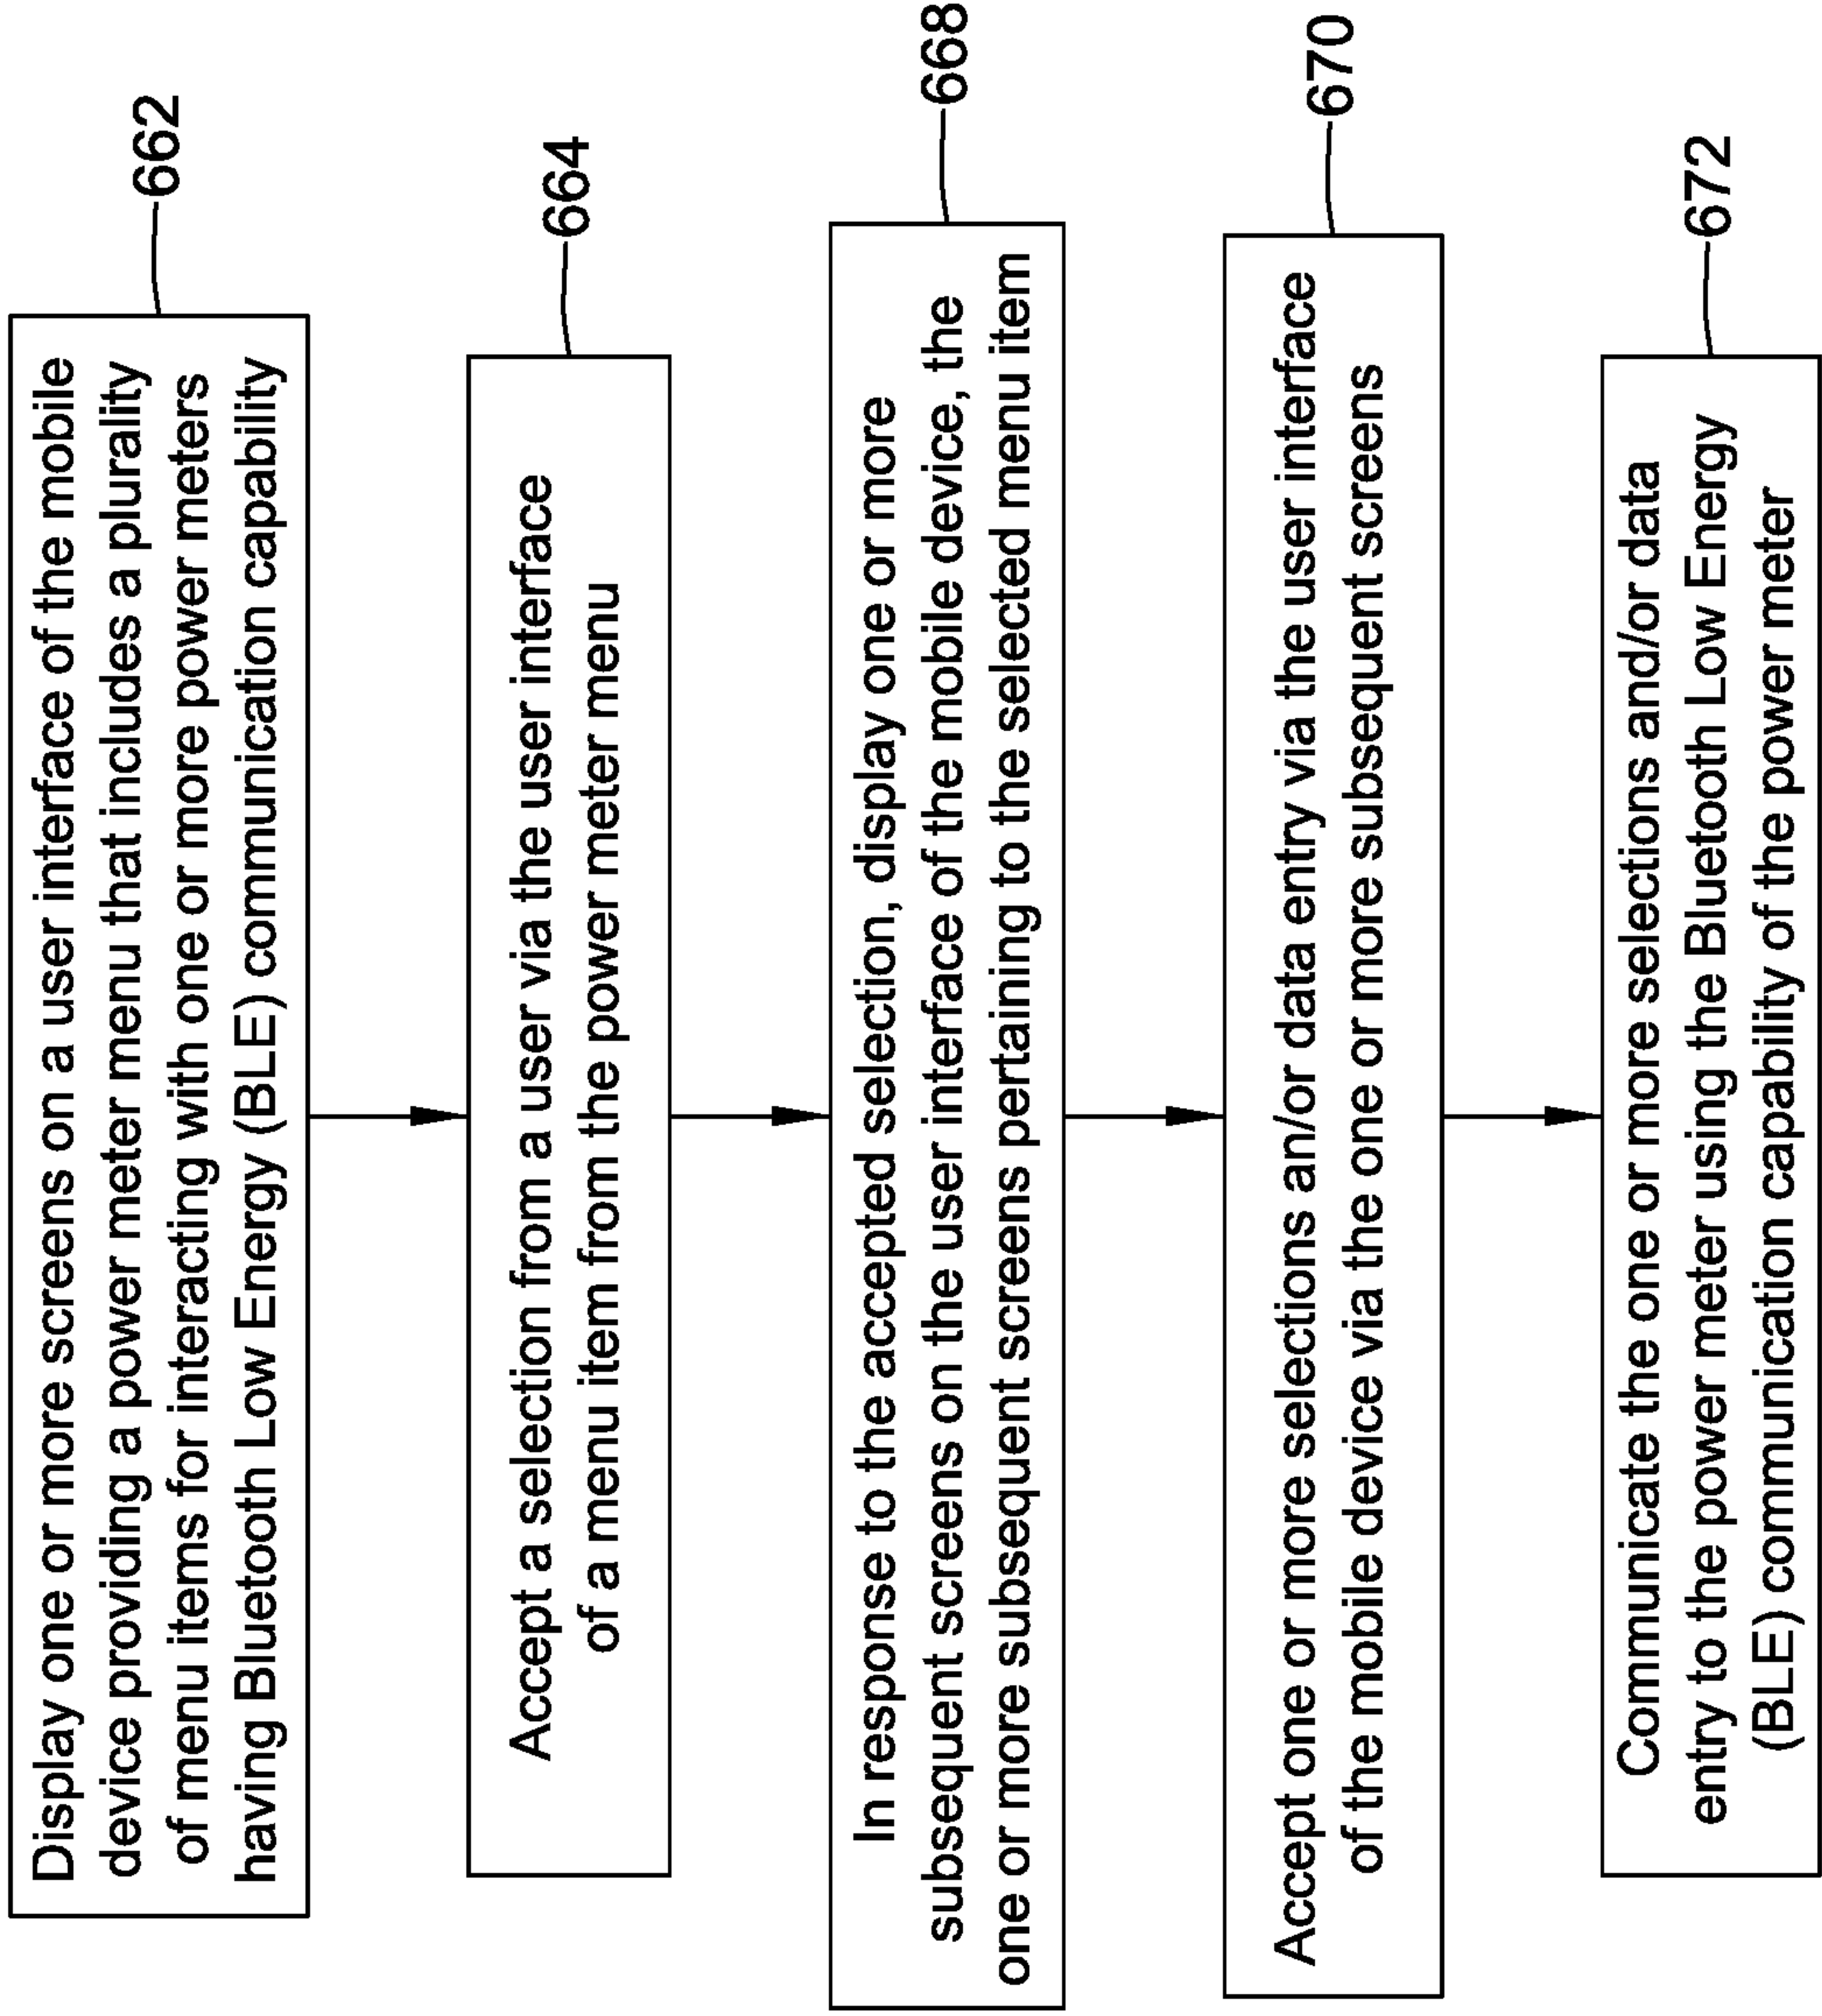 Display one or more screens on a user interface of the mobile
device providing a power meter menu that includes a plurality
of menu items for interacting with one or more power meters
having Bluetooth Low Energy (BLE) communication capability
662
Accept a selection from a user via the user interface
of a menu item from the power meter menu
664
In response to the accepted selection, display one or more
subsequent screens on the user interface of the mobile device, the
one or more subsequent screens pertaining to the selected menu item
668
Accept one or more selections an/or data entry via the user interface
of the mobile device via the one or more subsequent screens
670
Communicate the one or more selections and/or data
entry to the power meter using the Bluetooth Low Energy
(BLE) communication capability of the power meter
672